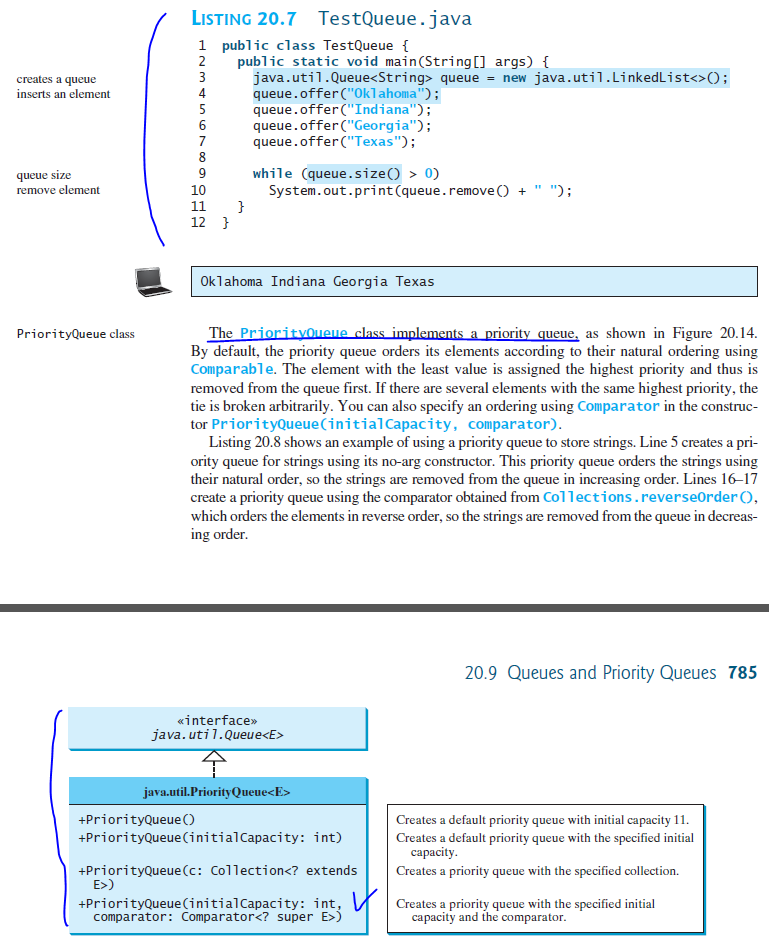 LISTING 20.7 TestQueue.java
1 public class TestQueue {
2 public static void main(String[] args) {
creates a queue 3 java.util.Queue<String> queue = new java.util.LinkedList<>();
inserts an element 4 queue.offer("Oklahoma");
5 queue.offer("Indiana");
6 queue.offer("Georgia");
7 queue.offer("Texas");
8
queue size 9 while (queue.size() > 0)
remove element 10 System.out.print(queue.remove() + " ");
11 }
12 }
Oklahoma Indiana Georgia Texas
PriorityQueue class
The PriorityQueue class implements a priority queue, as shown in Figure 20.14.
By default, the priority queue orders its elements according to their natural ordering using
Comparable. The element with the least value is assigned the highest priority and thus is
removed from the queue first. If there are several elements with the same highest priority, the
tie is broken arbitrarily. You can also specify an ordering using Comparator in the construc-
tor PriorityQueue(initialCapacity, comparator).
Listing 20.8 shows an example of using a priority queue to store strings. Line 5 creates a pri-
ority queue for strings using its no-arg constructor. This priority queue orders the strings using
their natural order, so the strings are removed from the queue in increasing order. Lines 16–17
create a priority queue using the comparator obtained from Collections.reverseOrder(),
which orders the elements in reverse order, so the strings are removed from the queue in decreas-
ing order.
20.9 Queues and Priority Queues 785
«interface»
java.util.Queue<E>
java.util.PriorityQueue<E>
+PriorityQueue()
+PriorityQueue(initialCapacity: int)
+PriorityQueue(c: Collection<? extends
E>)
+PriorityQueue(initialCapacity: int,
comparator: Comparator<? super E>)
Creates a default priority queue with initial capacity 11.
Creates a default priority queue with the specified initial
capacity.
Creates a priority queue with the specified collection.
Creates a priority queue with the specified initial
capacity and the comparator.